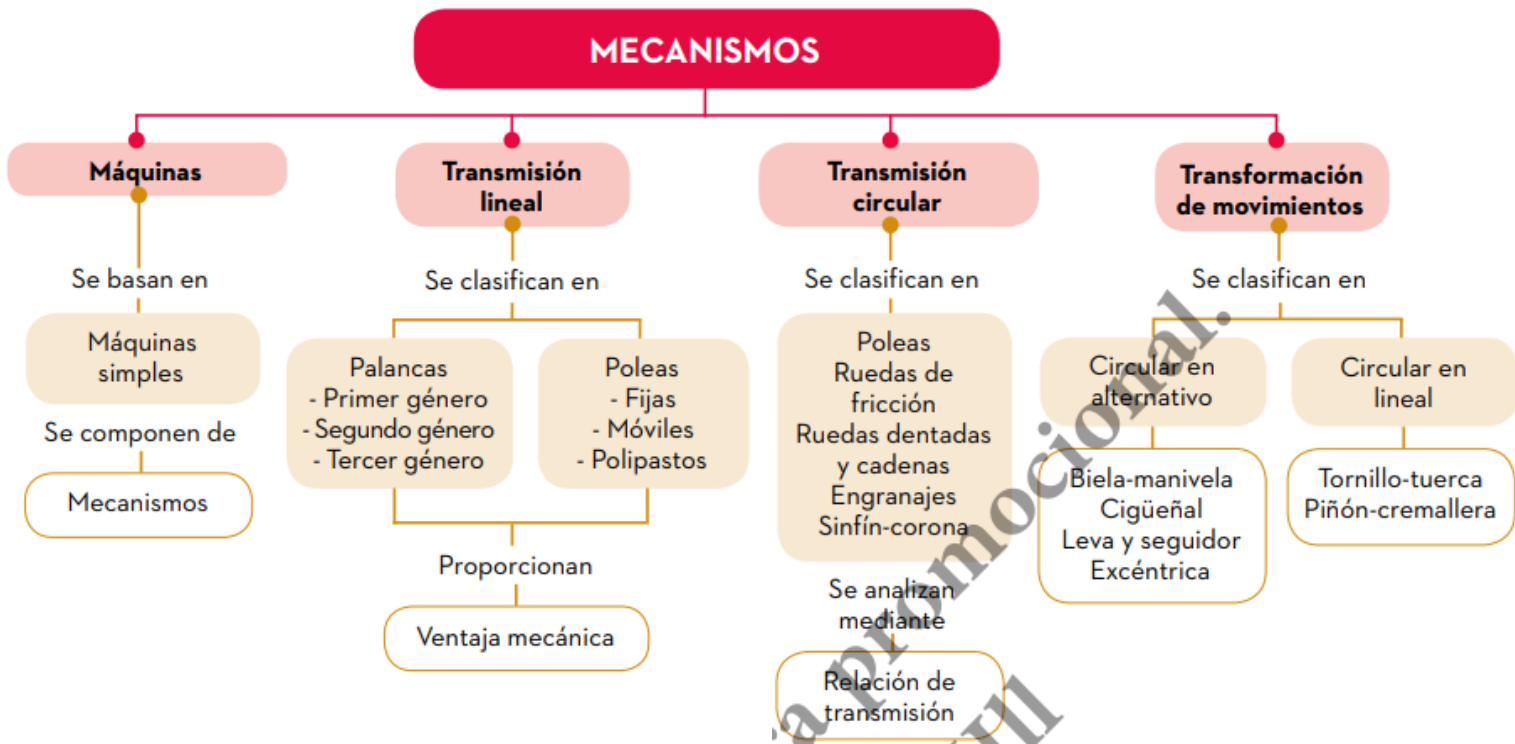 MECANISMOS
Máquinas
Se basan en
Máquinas
simples
Se componen de
Mecanismos
Transmisión
lineal
Se clasifican en
Palancas
- Primer género
- Segundo género
- Tercer género
Poleas
- Fijas
- Móviles
- Polipastos
Proporcionan
Ventaja mecánica
Transmisión
circular
Se clasifican en
Poleas
Ruedas de
fricción
Ruedas dentadas
y cadenas
Engranajes
Sinfín-corona
Se analizan
mediante
Relación de
transmisión
Transformación
de movimientos
Se clasifican en
Circular en
alternativo
Biela-manivela
Cigüeñal
Leva y seguidor
Excéntrica
Circular en
lineal
Tornillo-tuerca
Piñón-cremallera
promocional.